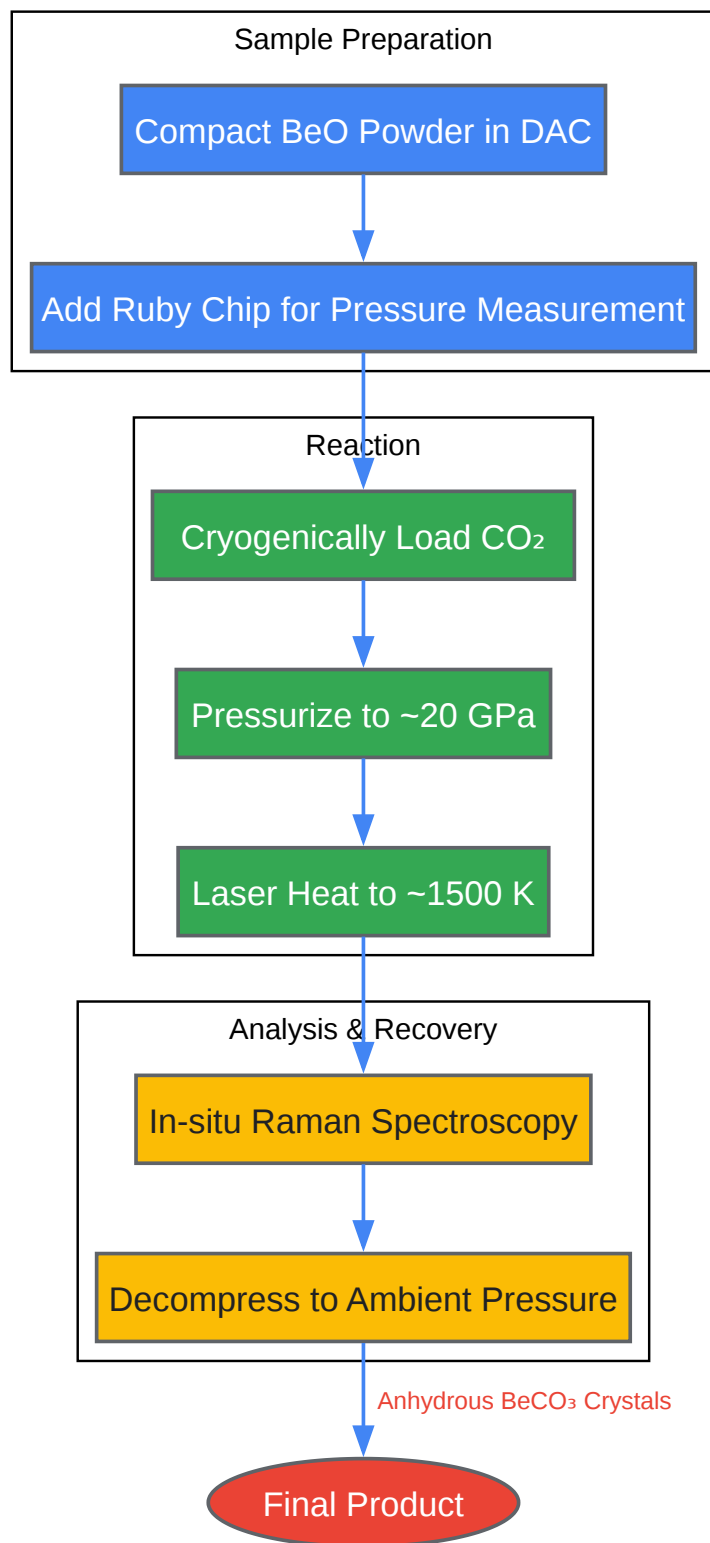 Sample Preparation
Compact BeO Powder in DAC
Add Ruby Chip for Pressure Measurement
Reaction
Cryogenically Load CO₂
Pressurize to ~20 GPa
Laser Heat to ~1500 K
Analysis & Recovery
In-situ Raman Spectroscopy
Decompress to Ambient Pressure
Anhydrous BeCO₃ Crystals
Final Product